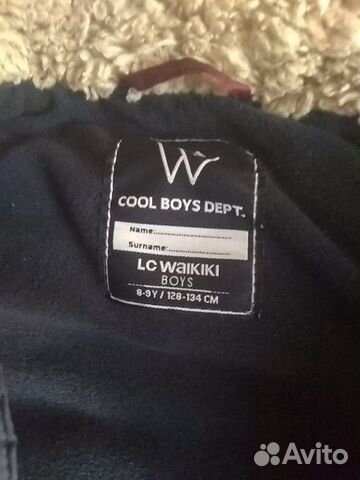 W
COOL BOYS DEPT.
Name:
Surname:
LC WAIKIKI
BOYS
8-9Y / 128-134 CM
Avito